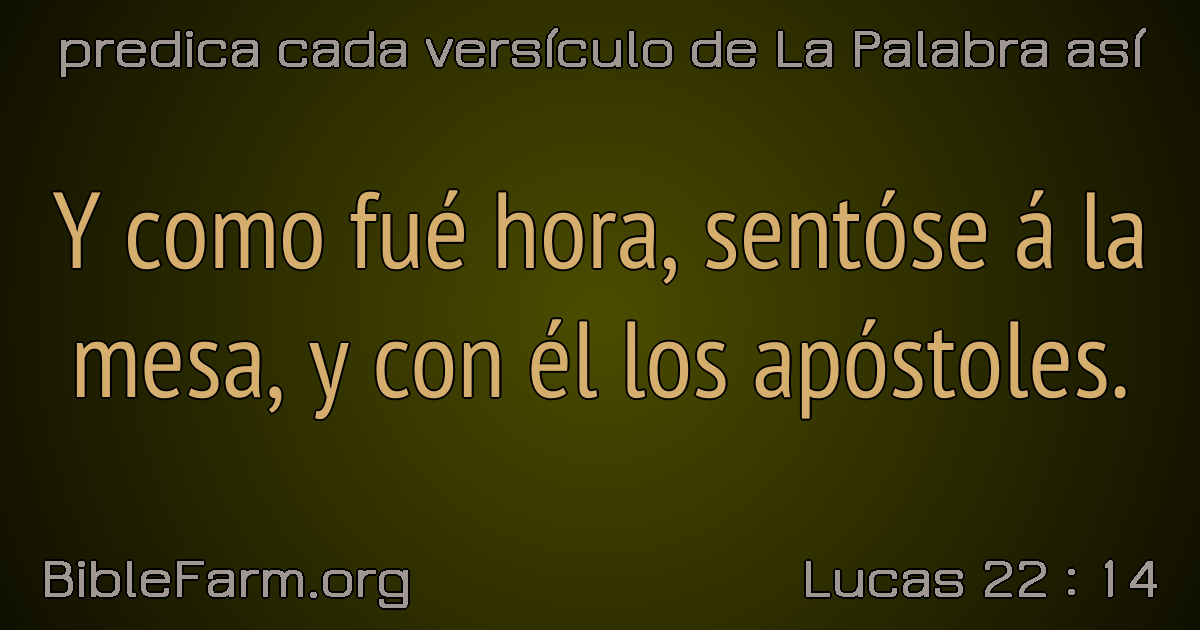 predica cada versículo de La Palabra así
Y como fué hora, sentóse á la
mesa, y con él los apóstoles.
BibleFarm.org
Lucas 22 : 14